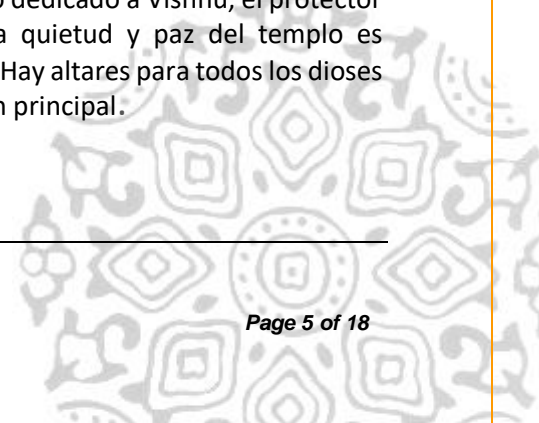 dedicado a Vishnu, el protector
quietud y paz del templo es
Hay altares para todos los dioses
principal.
Page 5 of 18